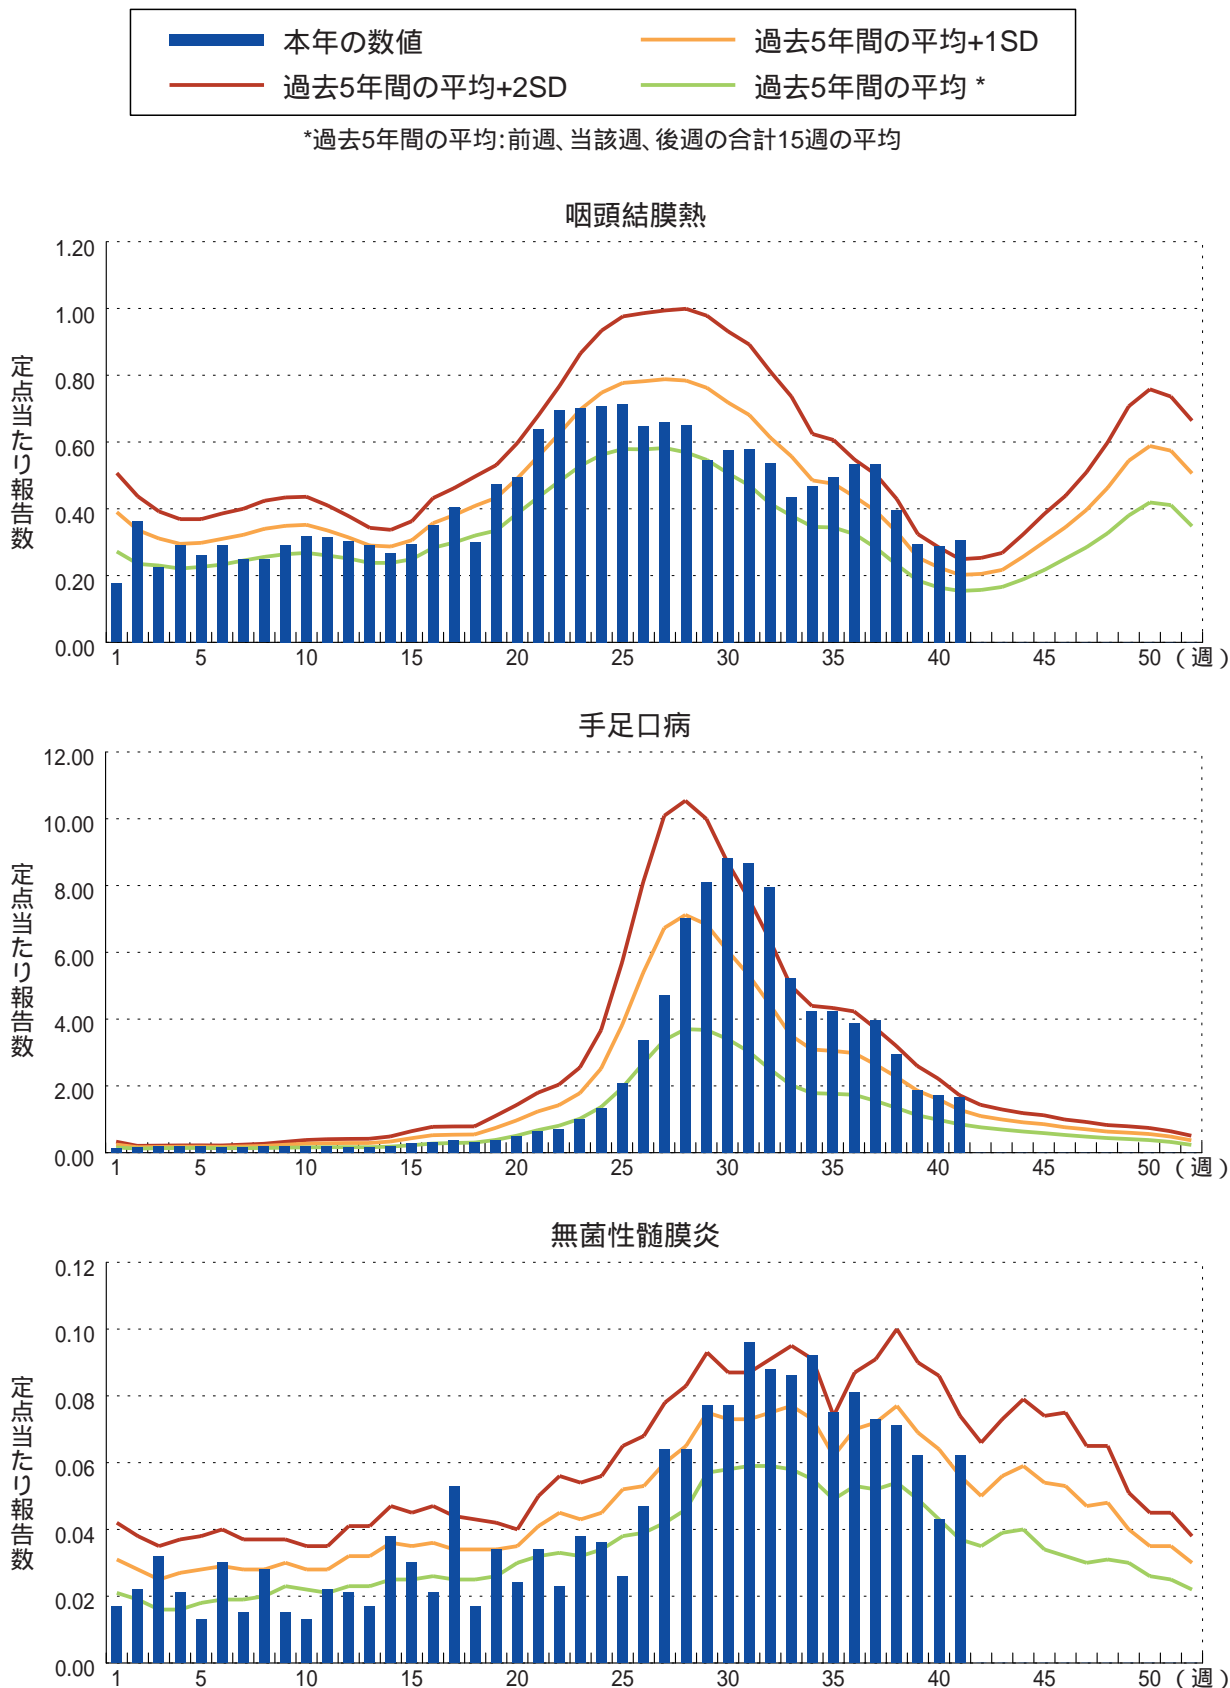 本年の数値
過去5年間の平均+1SD
過去5年間の平均+2SD
過去5年間の平均 *
*過去5年間の平均:前週、当該週、後週の合計15週の平均
咽頭結膜熱
定点当たり報告数
1.20
1.00
0.80
0.60
0.40
0.20
0.00
1 5 10 15 20 25 30 35 40 45 50 (週)
手足口病
定点当たり報告数
12.00
10.00
8.00
6.00
4.00
2.00
0.00
1 5 10 15 20 25 30 35 40 45 50 (週)
無菌性髄膜炎
定点当たり報告数
0.12
0.10
0.08
0.06
0.04
0.02
0.00
1 5 10 15 20 25 30 35 40 45 50 (週)